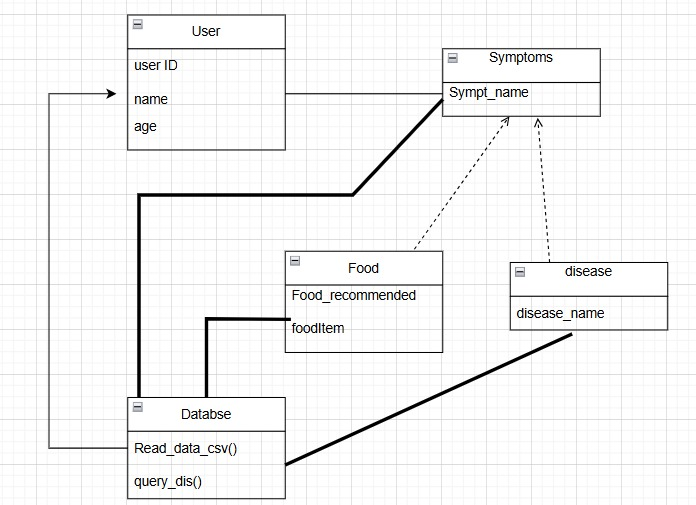 User
user ID
name
age
Symptoms
Sympt_name
Food
Food_recommended
foodItem
disease
disease_name
Databse
Read_data_csv()
query_dis()